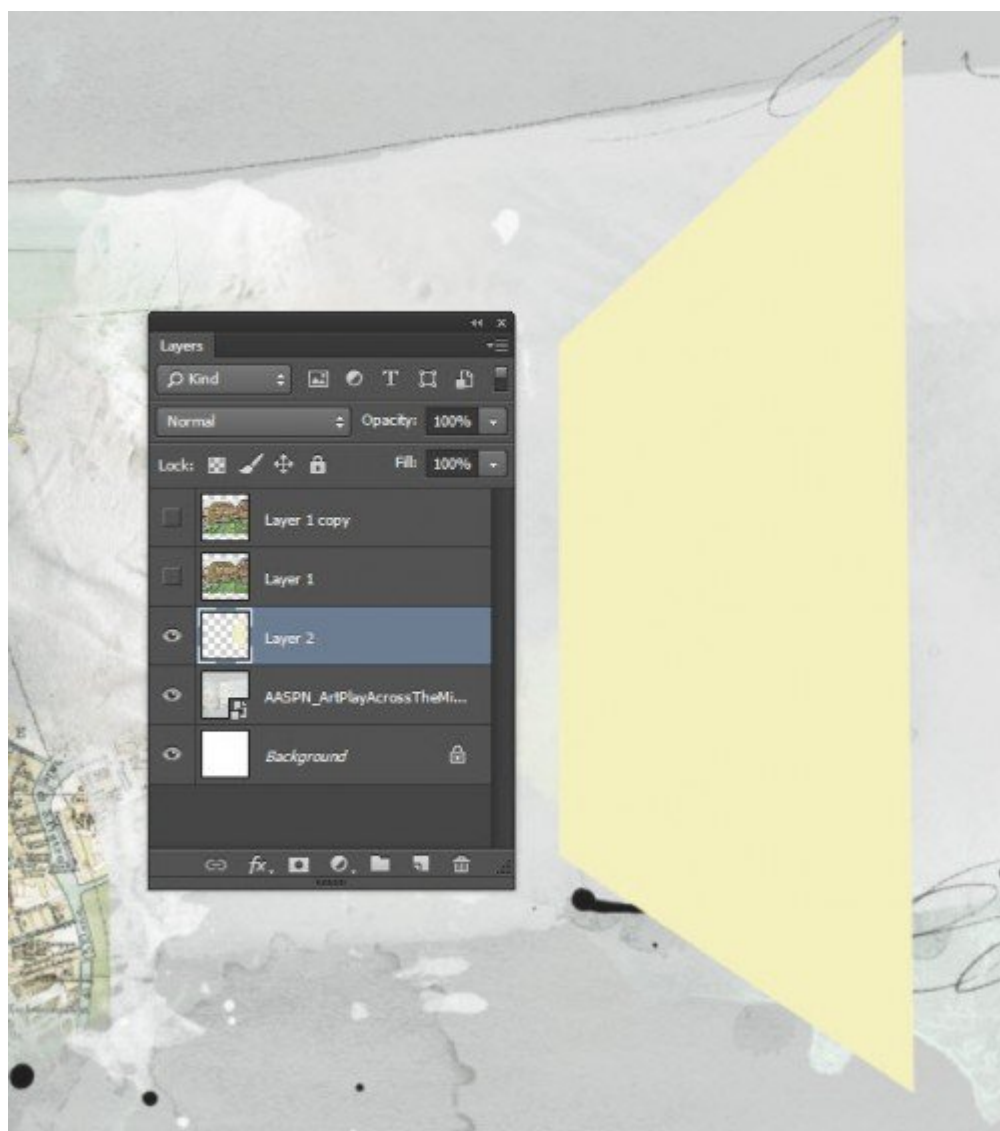 Layers
Kind
Normal Opacity: 100%
Lock: Fill: 100%
Layer 1 copy
Layer 1
Layer 2
AASPN_ArtPlayAcrossTheMi...
Background
fx